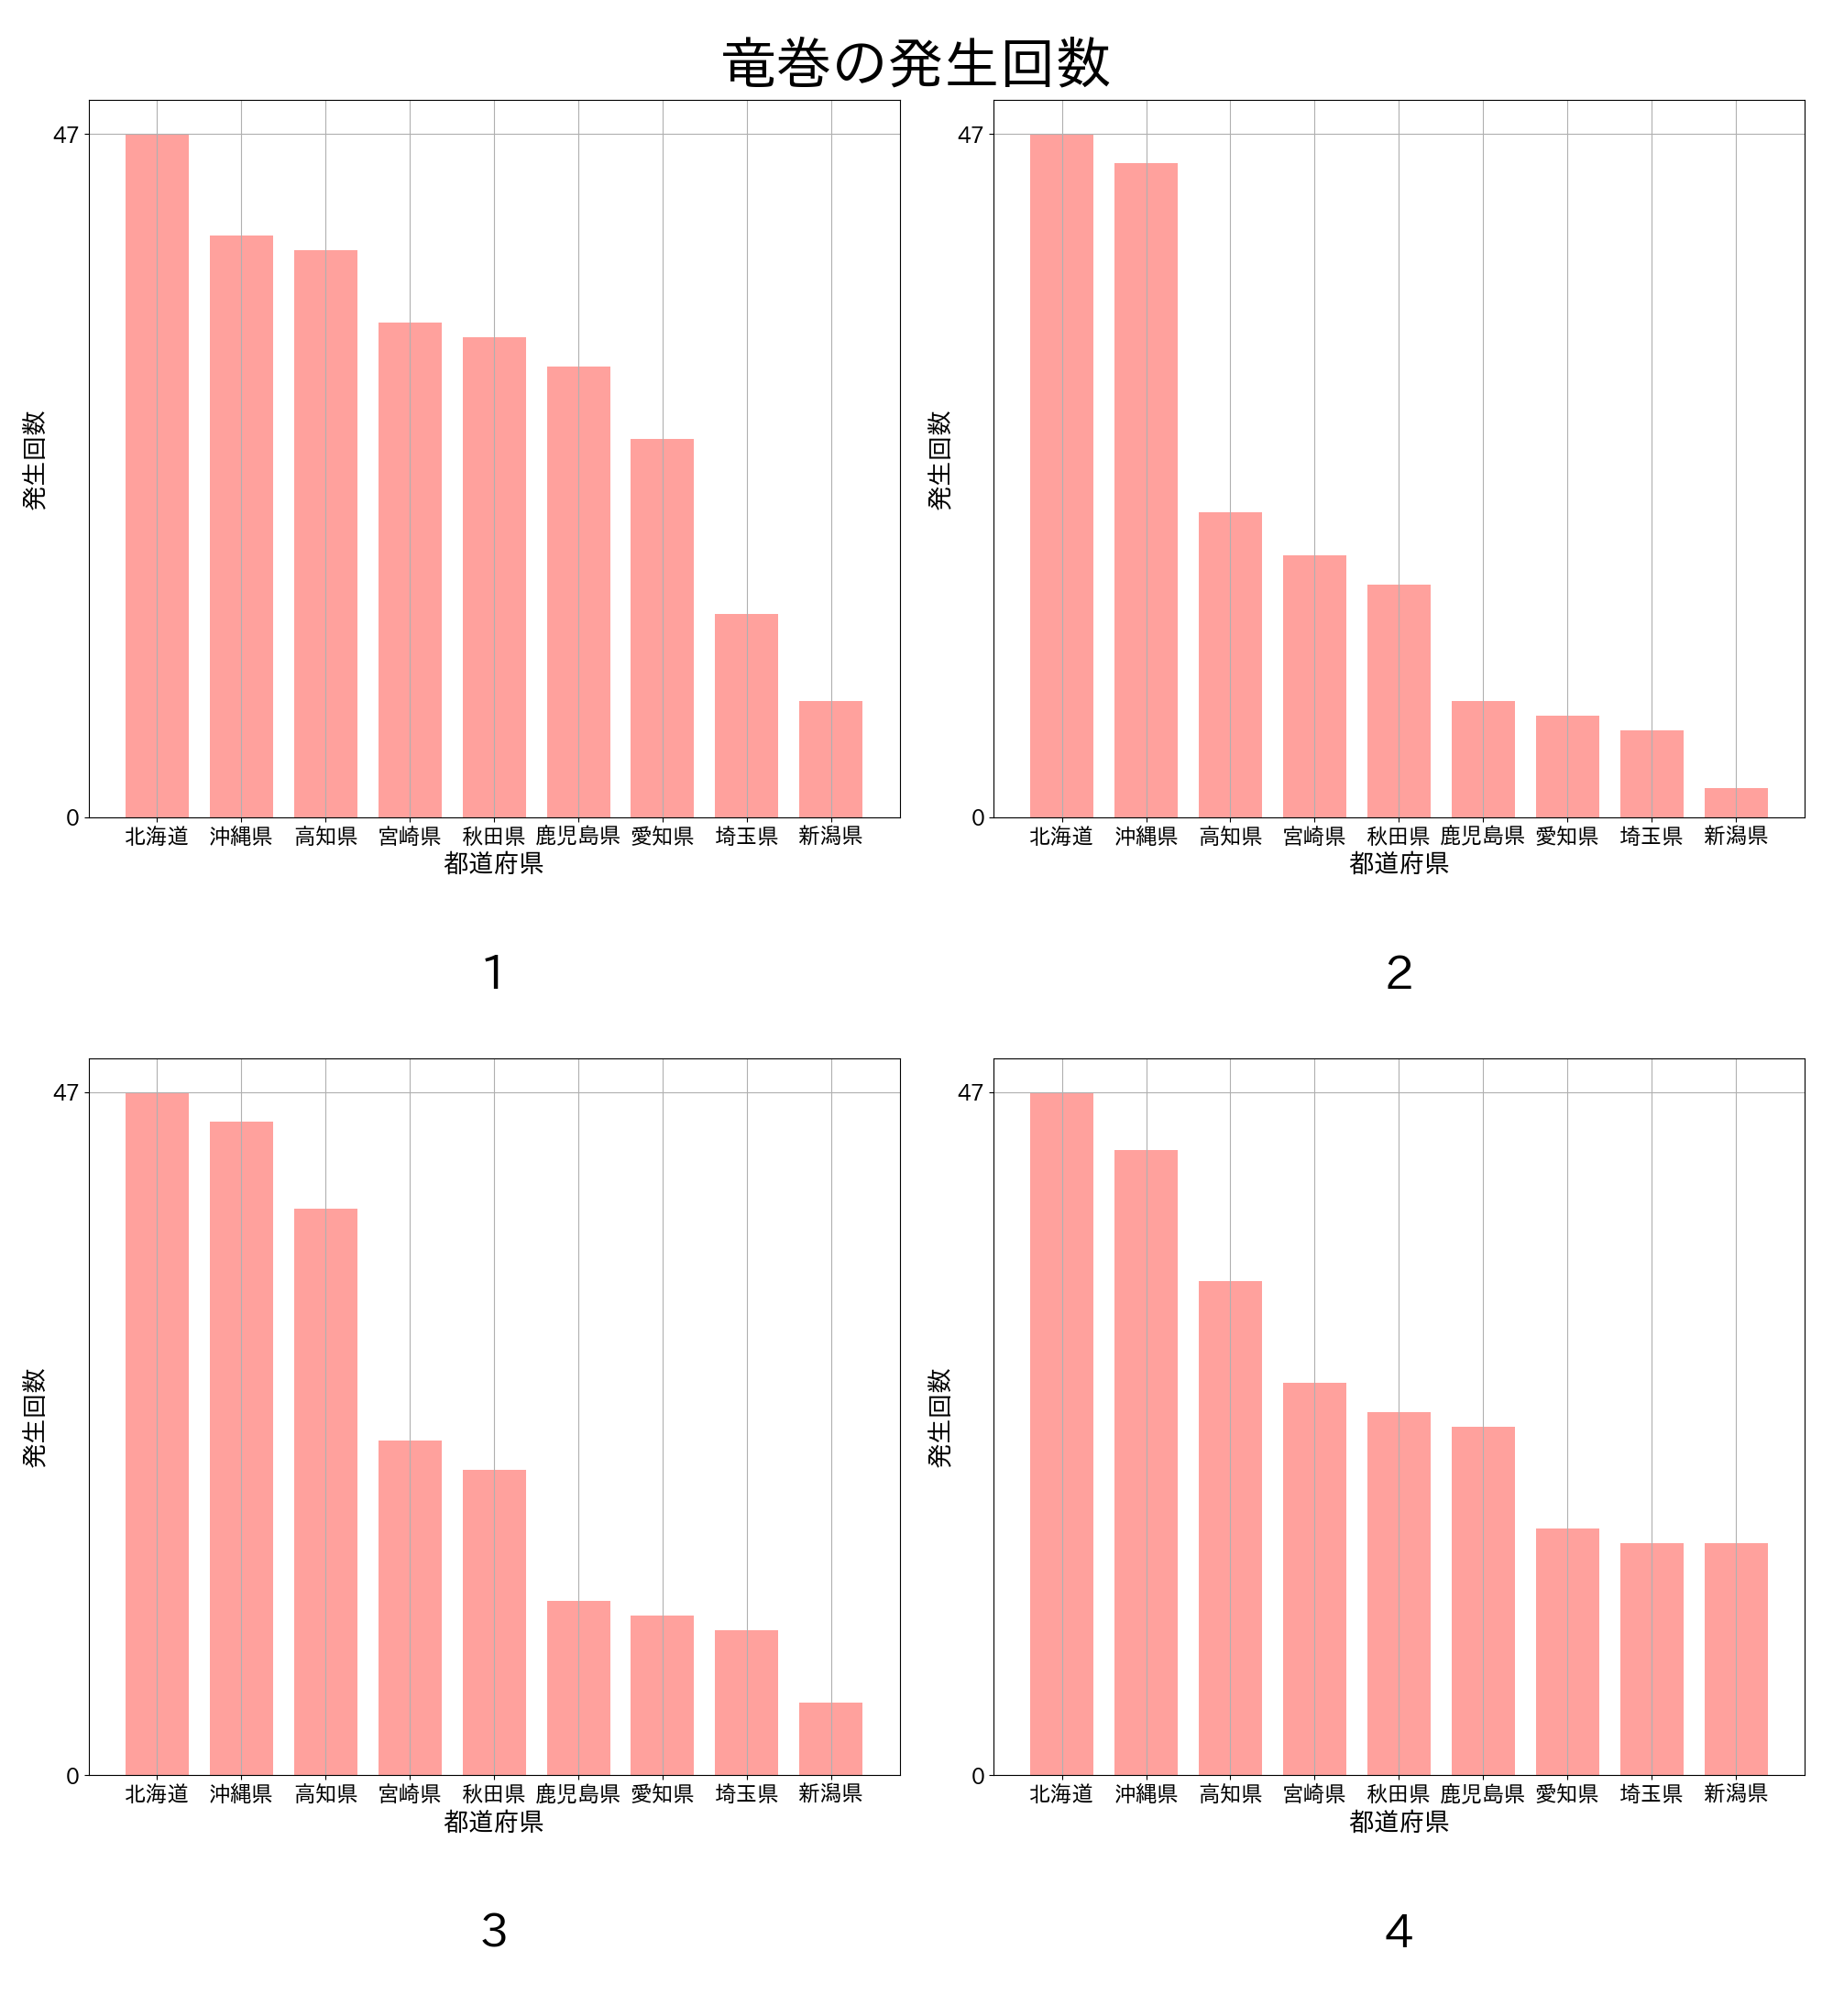 竜巻の発生回数
47
0
発生回数
北海道 沖縄県 高知県 宮崎県 秋田県 鹿児島県 愛知県 埼玉県 新潟県
都道府県
1
47
0
発生回数
北海道 沖縄県 高知県 宮崎県 秋田県 鹿児島県 愛知県 埼玉県 新潟県
都道府県
2
47
0
発生回数
北海道 沖縄県 高知県 宮崎県 秋田県 鹿児島県 愛知県 埼玉県 新潟県
都道府県
3
47
0
発生回数
北海道 沖縄県 高知県 宮崎県 秋田県 鹿児島県 愛知県 埼玉県 新潟県
都道府県
4